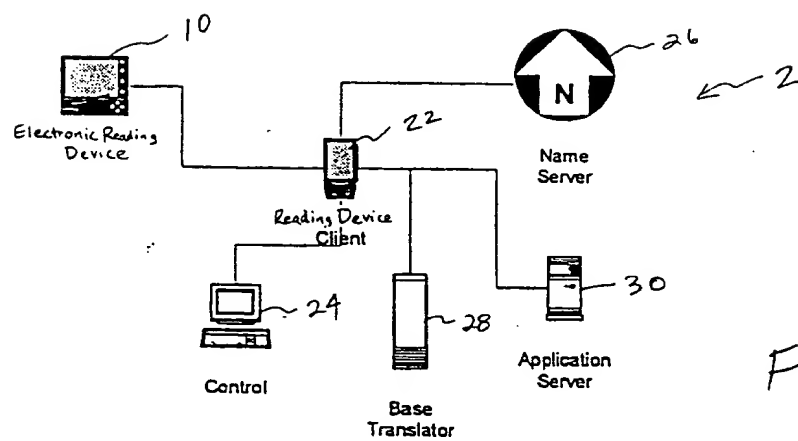 10
26
2
N
22
Electronic Reading
Device
Name
Server
Reading Device
Client
24
28
30
Control
Base
Translator
Application
Server
F